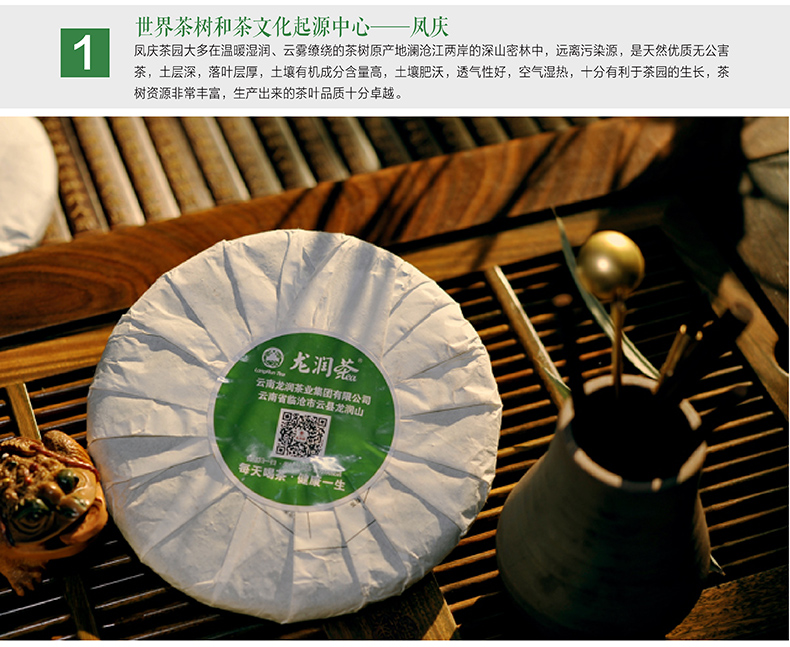 1
世界茶树和茶文化起源中心——凤庆
凤庆茶园大多在温暖湿润、云雾缭绕的茶树原产地澜沧江两岸的深山密林中，远离污染源，是天然优质无公害
茶，土层深，落叶层厚，土壤有机成分含量高，土壤肥沃，透气性好，空气湿热，十分有利于茶园的生长，茶
树资源非常丰富，生产出来的茶叶品质十分卓越。
龙润茶®
LongRun Tea
云南龙润茶业集团有限公司
云南省临沧市云县龙润山
每天喝茶·健康一生